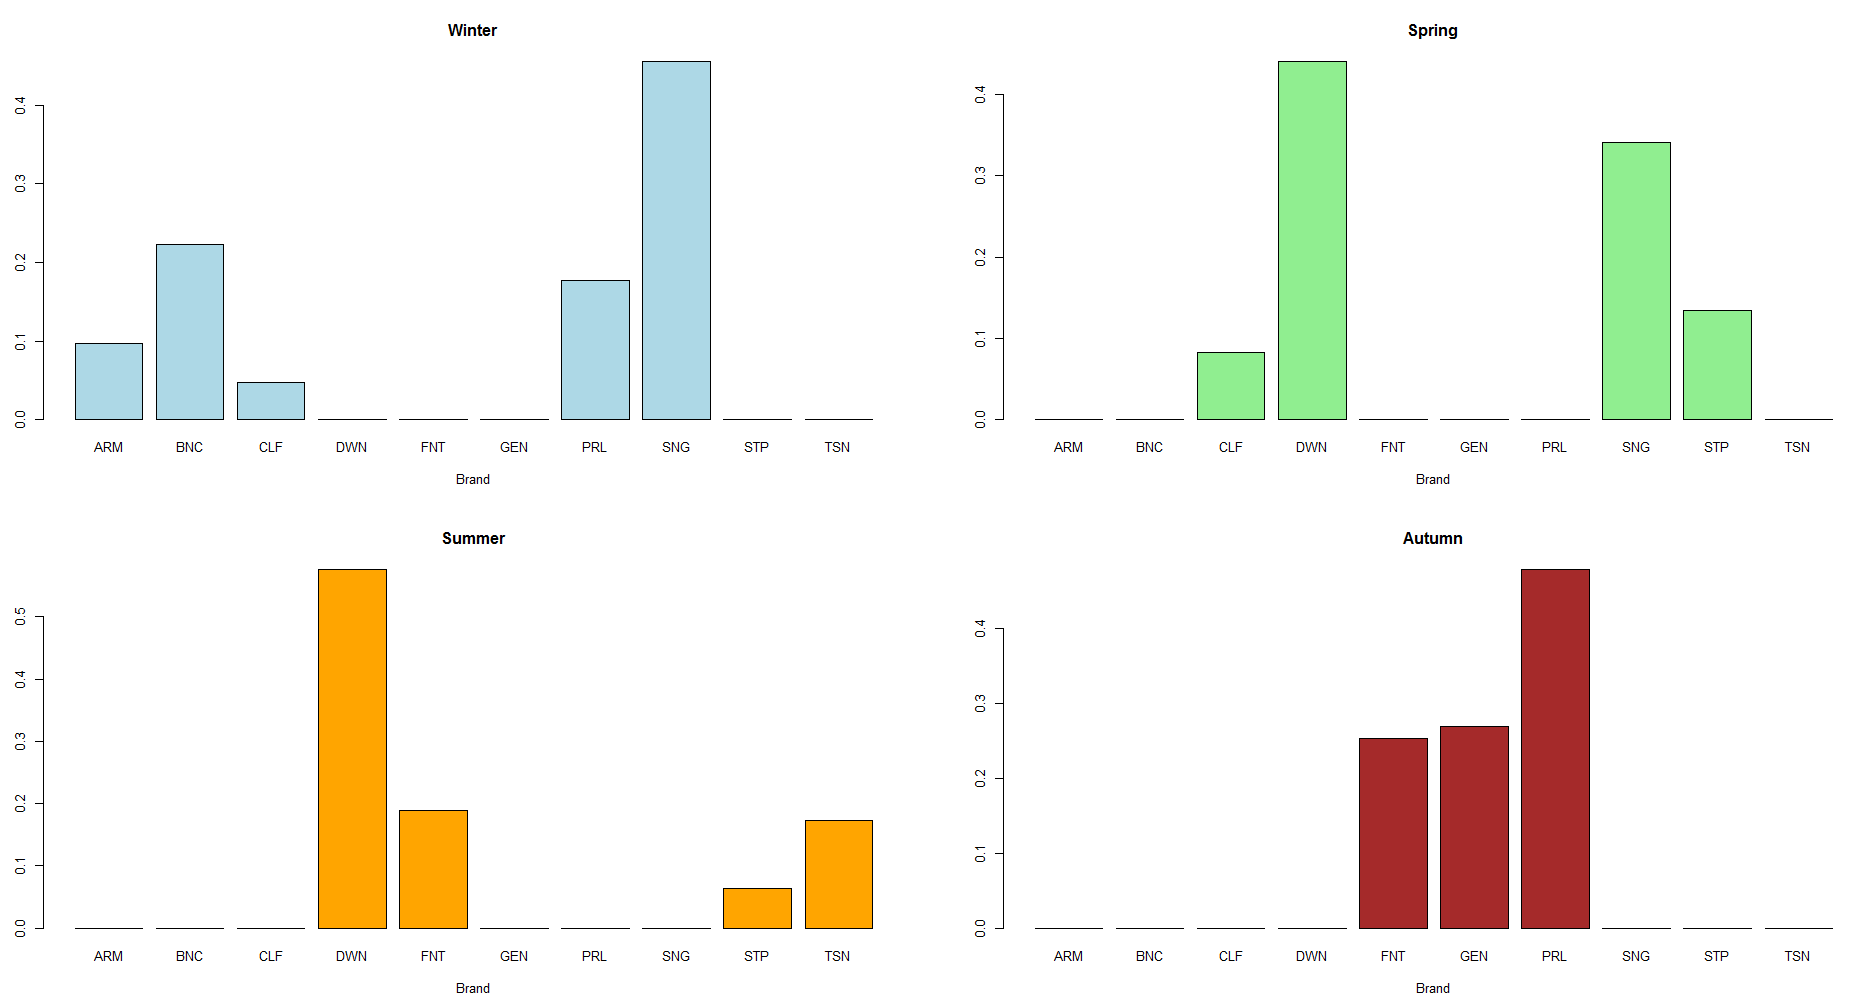 Winter
0.4
0.3
0.2
0.1
0.0
ARM BNC CLF DWN FNT GEN PRL SNG STP TSN
Brand
Spring
0.4
0.3
0.2
0.1
0.0
ARM BNC CLF DWN FNT GEN PRL SNG STP TSN
Brand
Summer
0.5
0.4
0.3
0.2
0.1
0.0
ARM BNC CLF DWN FNT GEN PRL SNG STP TSN
Brand
Autumn
0.4
0.3
0.2
0.1
0.0
ARM BNC CLF DWN FNT GEN PRL SNG STP TSN
Brand